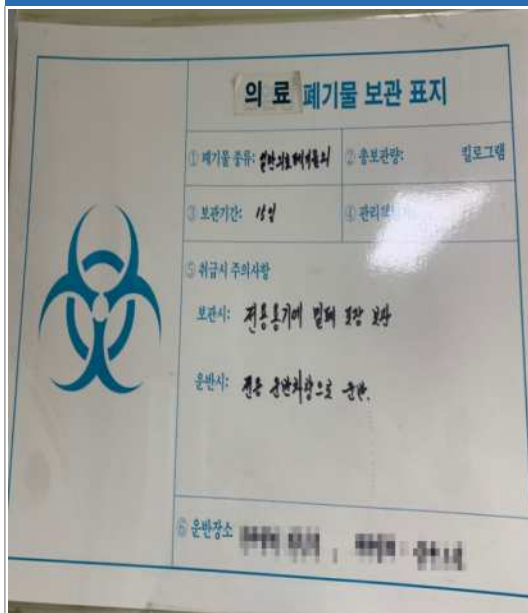 의료 폐기물 보관 표지
① 폐기물 종류: 일반의료폐기물외 ② 총보관량: 킬로그램
③ 보관기간: 15일 ④
⑤ 취급시 주의사항
보관시: 전용용기에 밀폐 포장 보관
운반시: 전용 운반차량으로 운반.
⑥ 운반장소